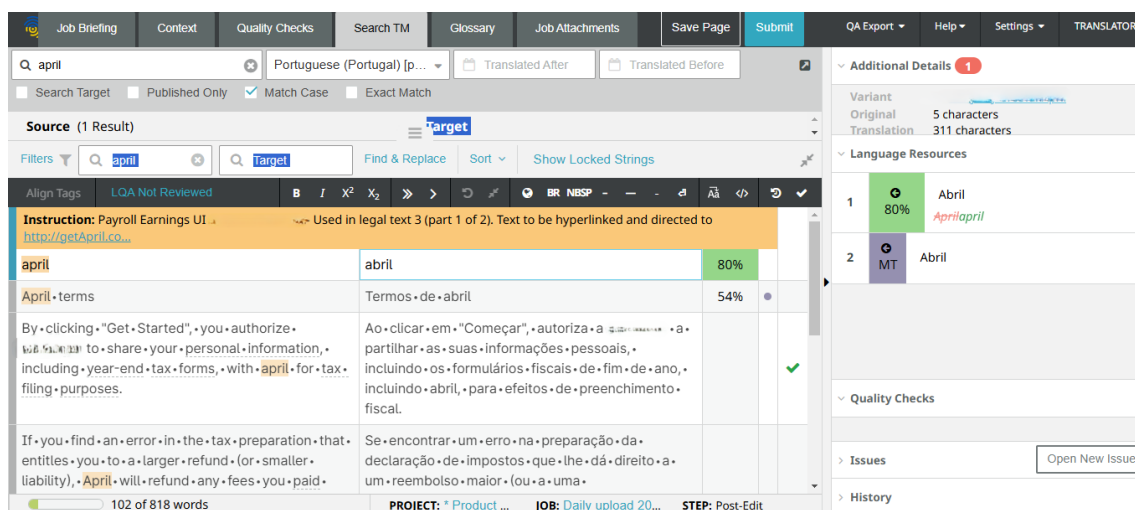 Job Briefing Context Quality Checks Search TM Glossary Job Attachments Save Page Submit QA Export Help Settings TRANSLATOR
april Portuguese (Portugal) [p... Translated After Translated Before
Search Target Published Only Match Case Exact Match
Source (1 Result) Target
Filters april Target Find & Replace Sort Show Locked Strings
Align Tags LQA Not Reviewed B I X² X₂ » > BR NBSP - — - Aä </>
Instruction: Payroll Earnings UI Used in legal text 3 (part 1 of 2). Text to be hyperlinked and directed to
http://getApril.co...
april abril 80%
April•terms Termos•de•abril 54%
By•clicking•"Get•Started",•you•authorize•
to•share•your•personal•information,•
including•year-end•tax•forms,•with•april•for•tax•
filing•purposes.
Ao•clicar•em•"Começar",•autoriza•a •a•
partilhar•as•suas•informações•pessoais,•
incluindo•os•formulários•fiscais•de•fim•de•ano,•
incluindo•abril,•para•efeitos•de•preenchimento•
fiscal.
If•you•find•an•error•in•the•tax•preparation•that•
entitles•you•to•a•larger•refund•(or•smaller•
liability),•April•will•refund•any•fees•you•paid•
Se•encontrar•um•erro•na•preparação•da•
declaração•de•impostos•que•lhe•dá•direito•a•
um•reembolso•maior•(ou•a•uma•
102 of 818 words PROJECT: * Product ... JOB: Daily upload 20... STEP: Post-Edit
Additional Details 1
Variant
Original 5 characters
Translation 311 characters
Language Resources
1 80% Abril
Aprilapril
2 MT Abril
Quality Checks
Issues Open New Issue
History